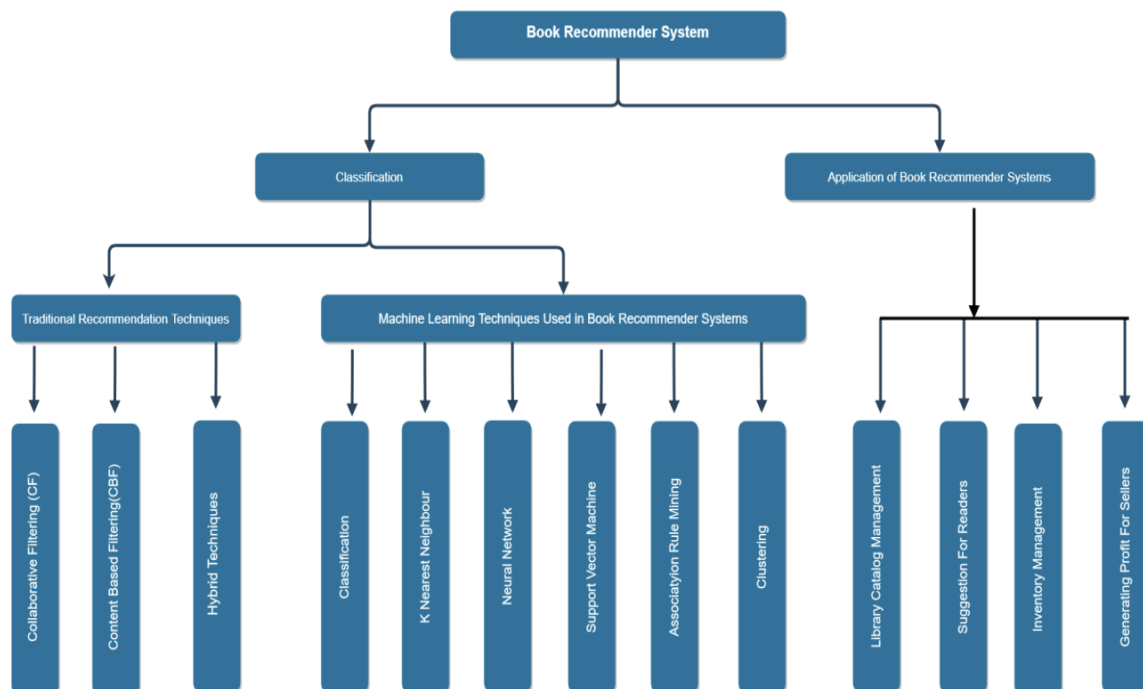 Book Recommender System
Classification
Application of Book Recommender Systems
Traditional Recommendation Techniques
Machine Learning Techniques Used in Book Recommender Systems
Collaborative Filtering (CF)
Content Based Filtering(CBF)
Hybrid Techniques
Classification
K Nearest Neighbour
Neural Network
Support Vector Machine
Associatyion Rule Mining
Clustering
Library Catalog Management
Suggestion For Readers
Inventory Management
Generating Profit For Sellers